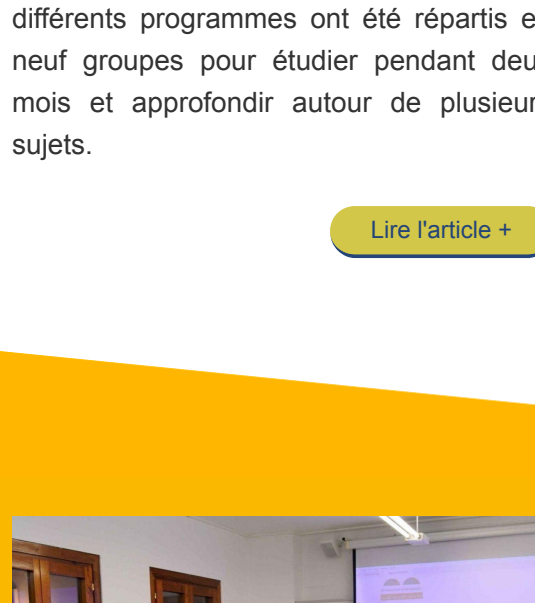 différents programmes ont été répartis e
neuf groupes pour étudier pendant deu
mois et approfondir autour de plusieur
sujets.
Lire l'article +